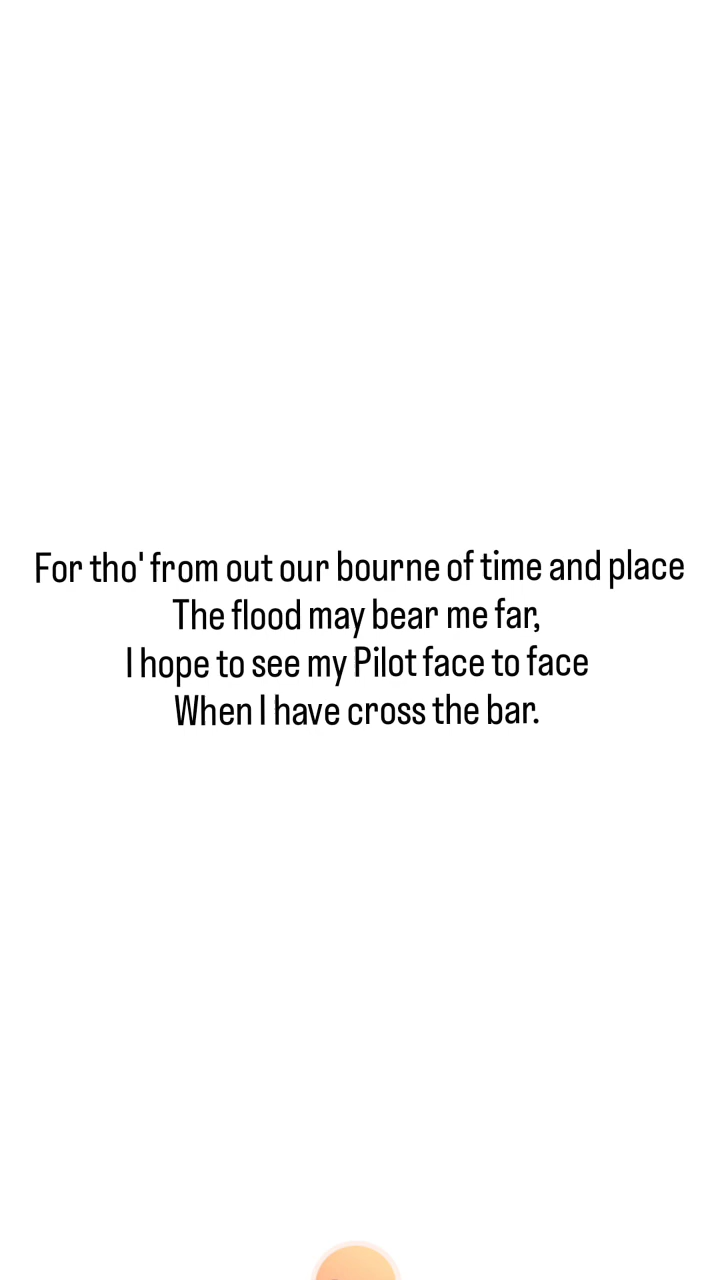 For tho' from out our bourne of time and place
The flood may bear me far,
I hope to see my Pilot face to face
When I have cross the bar.